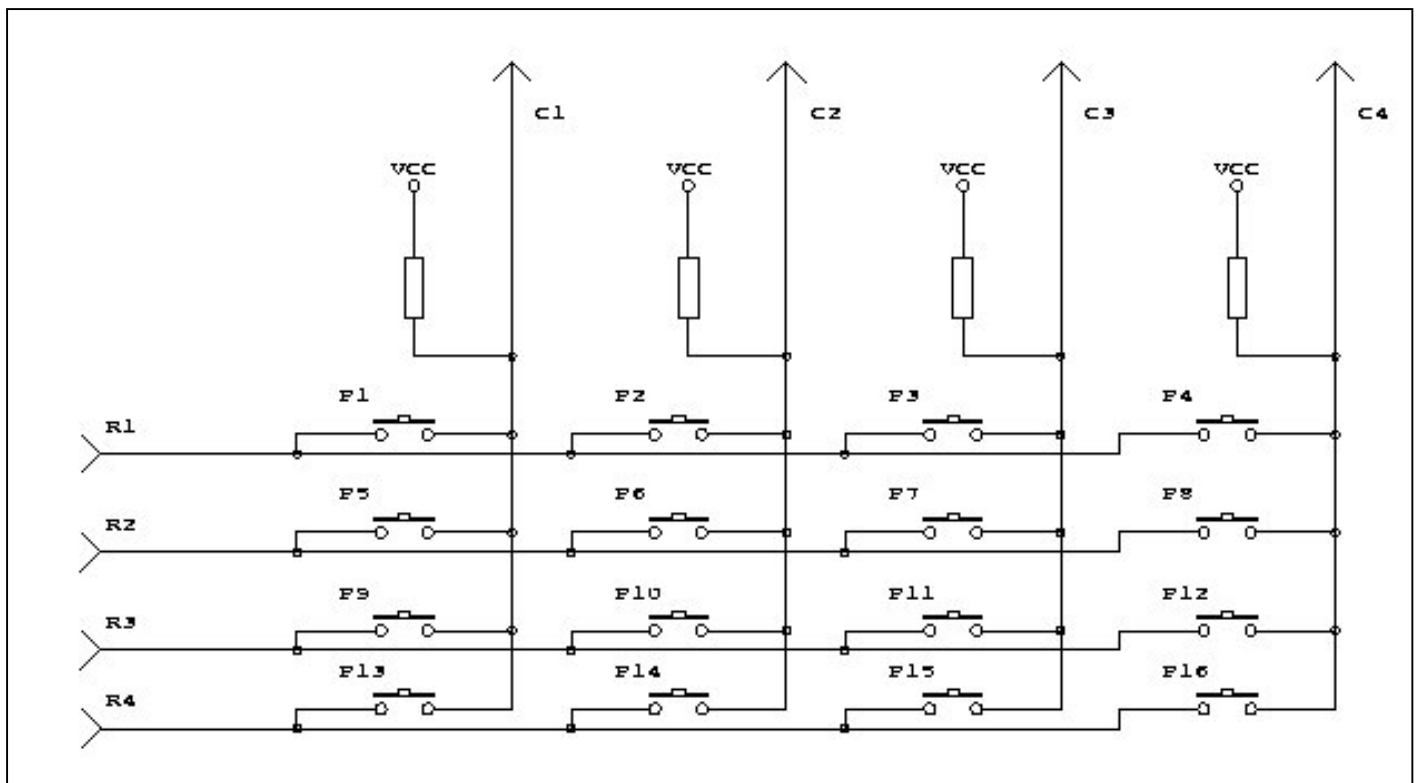 C1 C2 C3 C4
VCC VCC VCC VCC
P1 P2 P3 P4
R1
P5 P6 P7 P8
R2
P9 P10 P11 P12
R3
P13 P14 P15 P16
R4